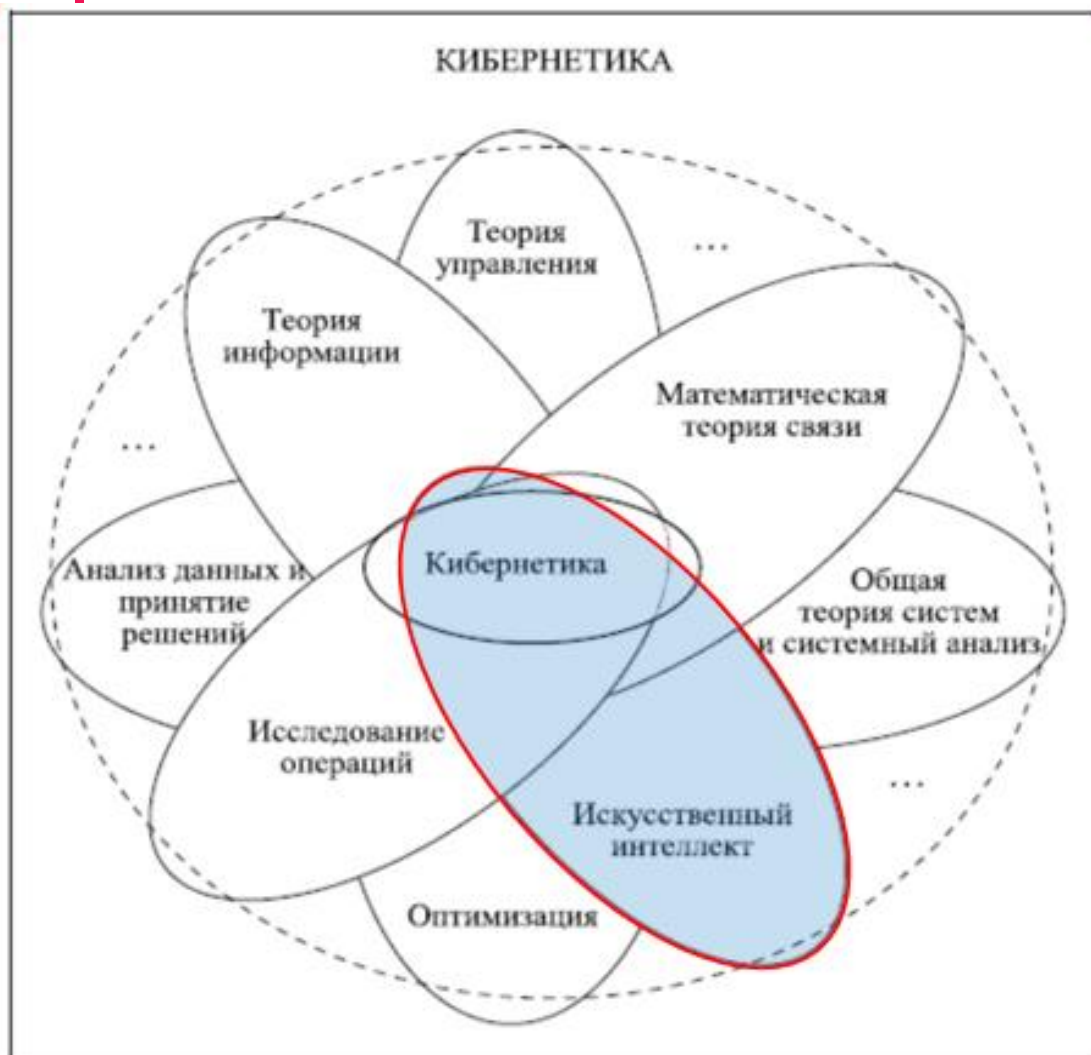 КИБЕРНЕТИКА
Теория
управления
...
Теория
информации
Математическая
теория связи
...
Кибернетика
Анализ данных и
принятие
решений
Общая
теория систем
и системный анализ
Исследование
операций
...
Искусственный
интеллект
Оптимизация